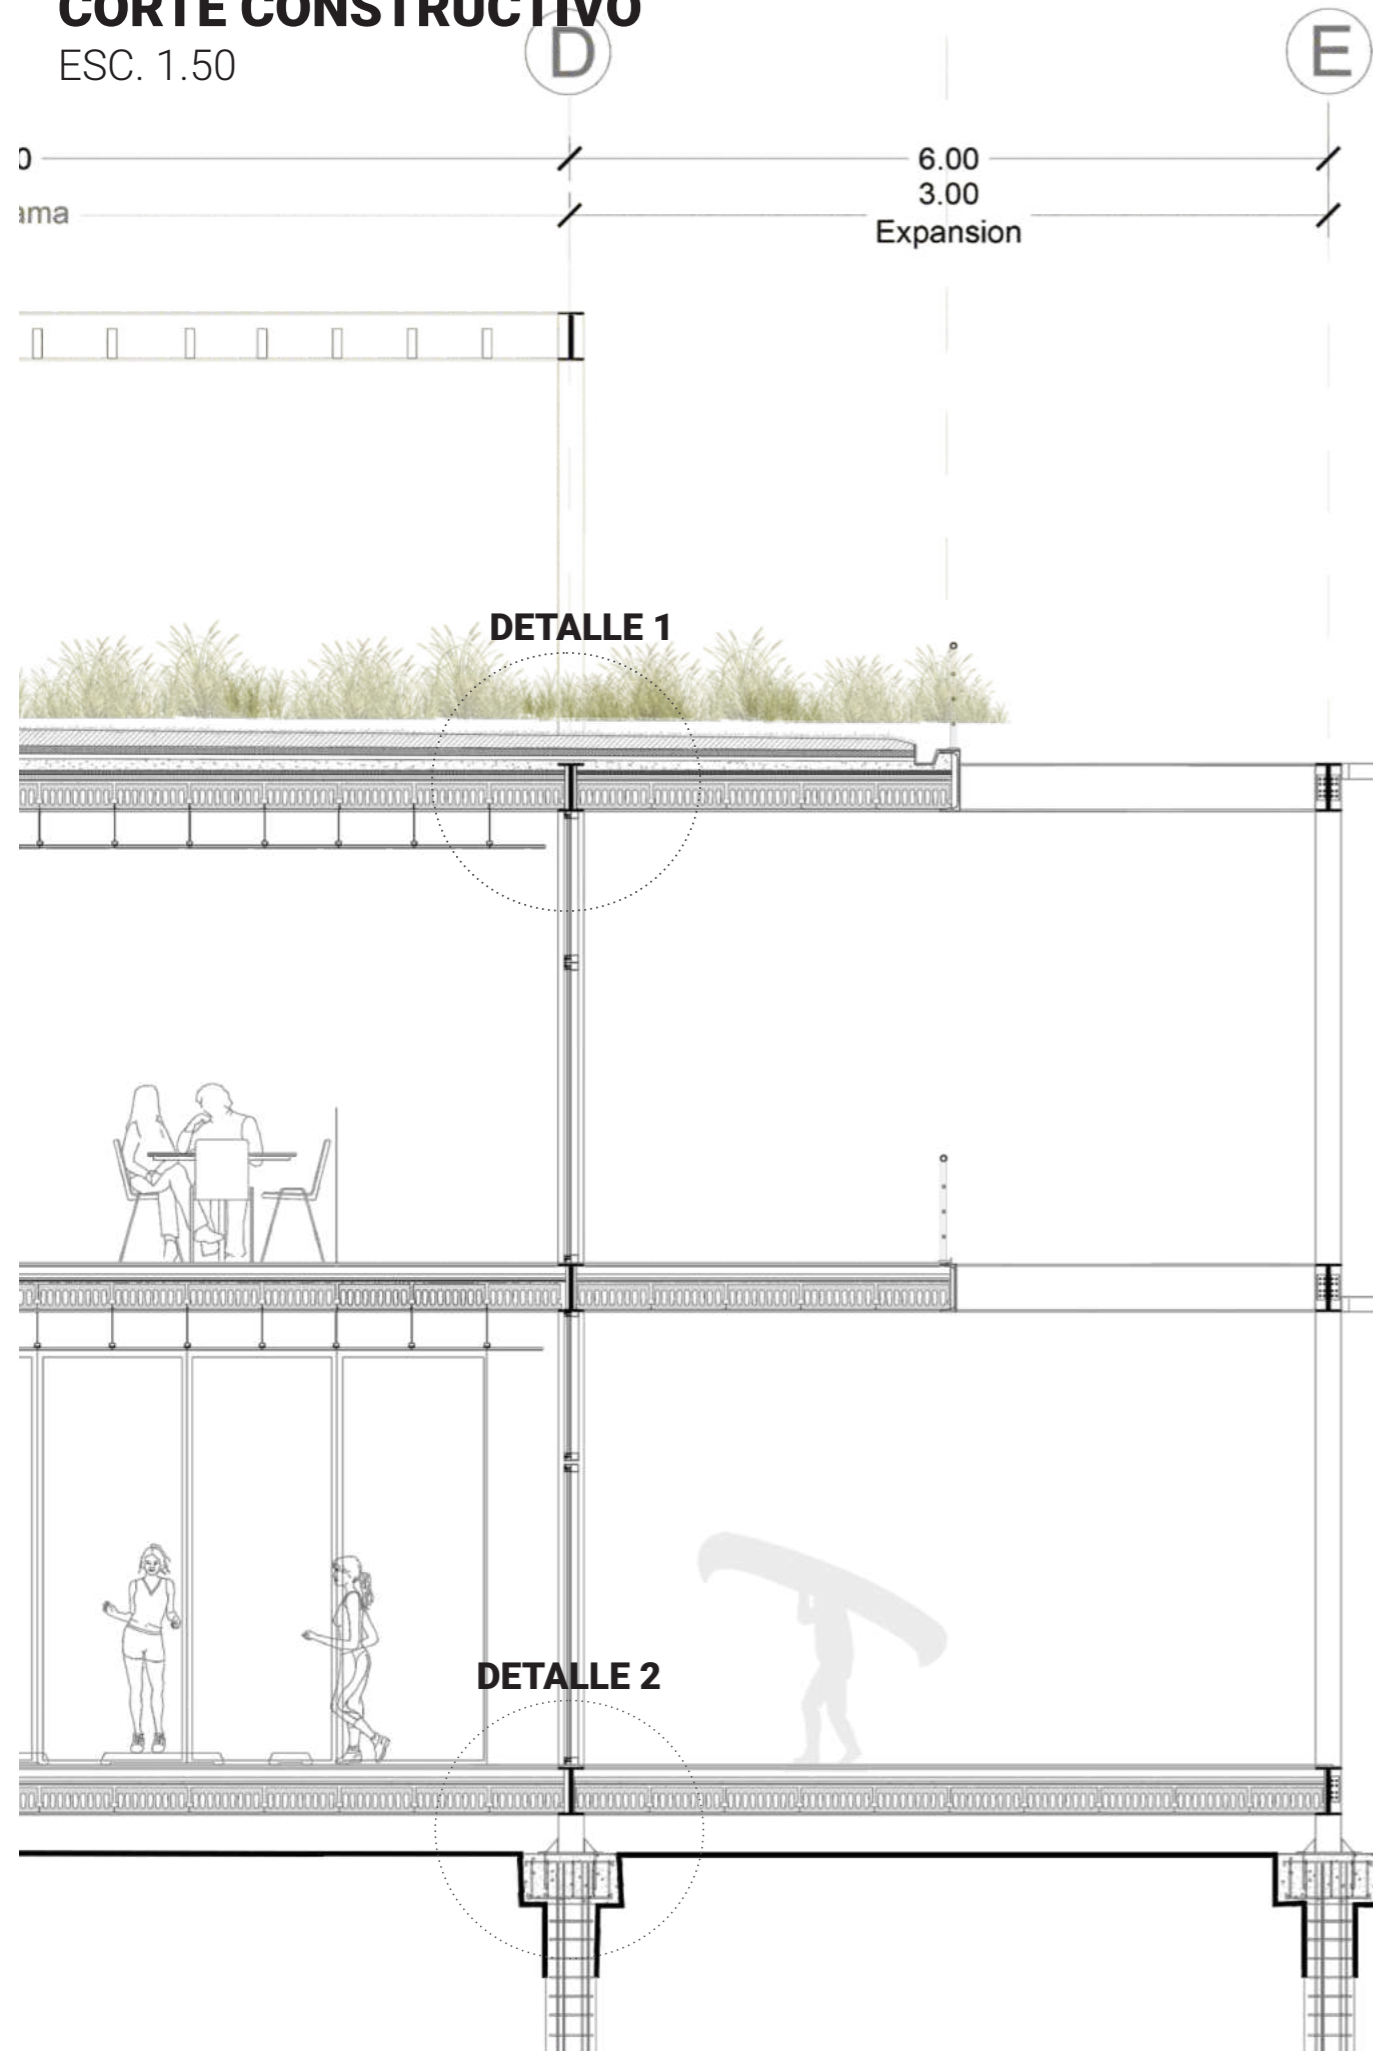 CORTE CONSTRUCTIVO
ESC. 1.50
D
E
6.00
3.00
Expansion
DETALLE 1
DETALLE 2